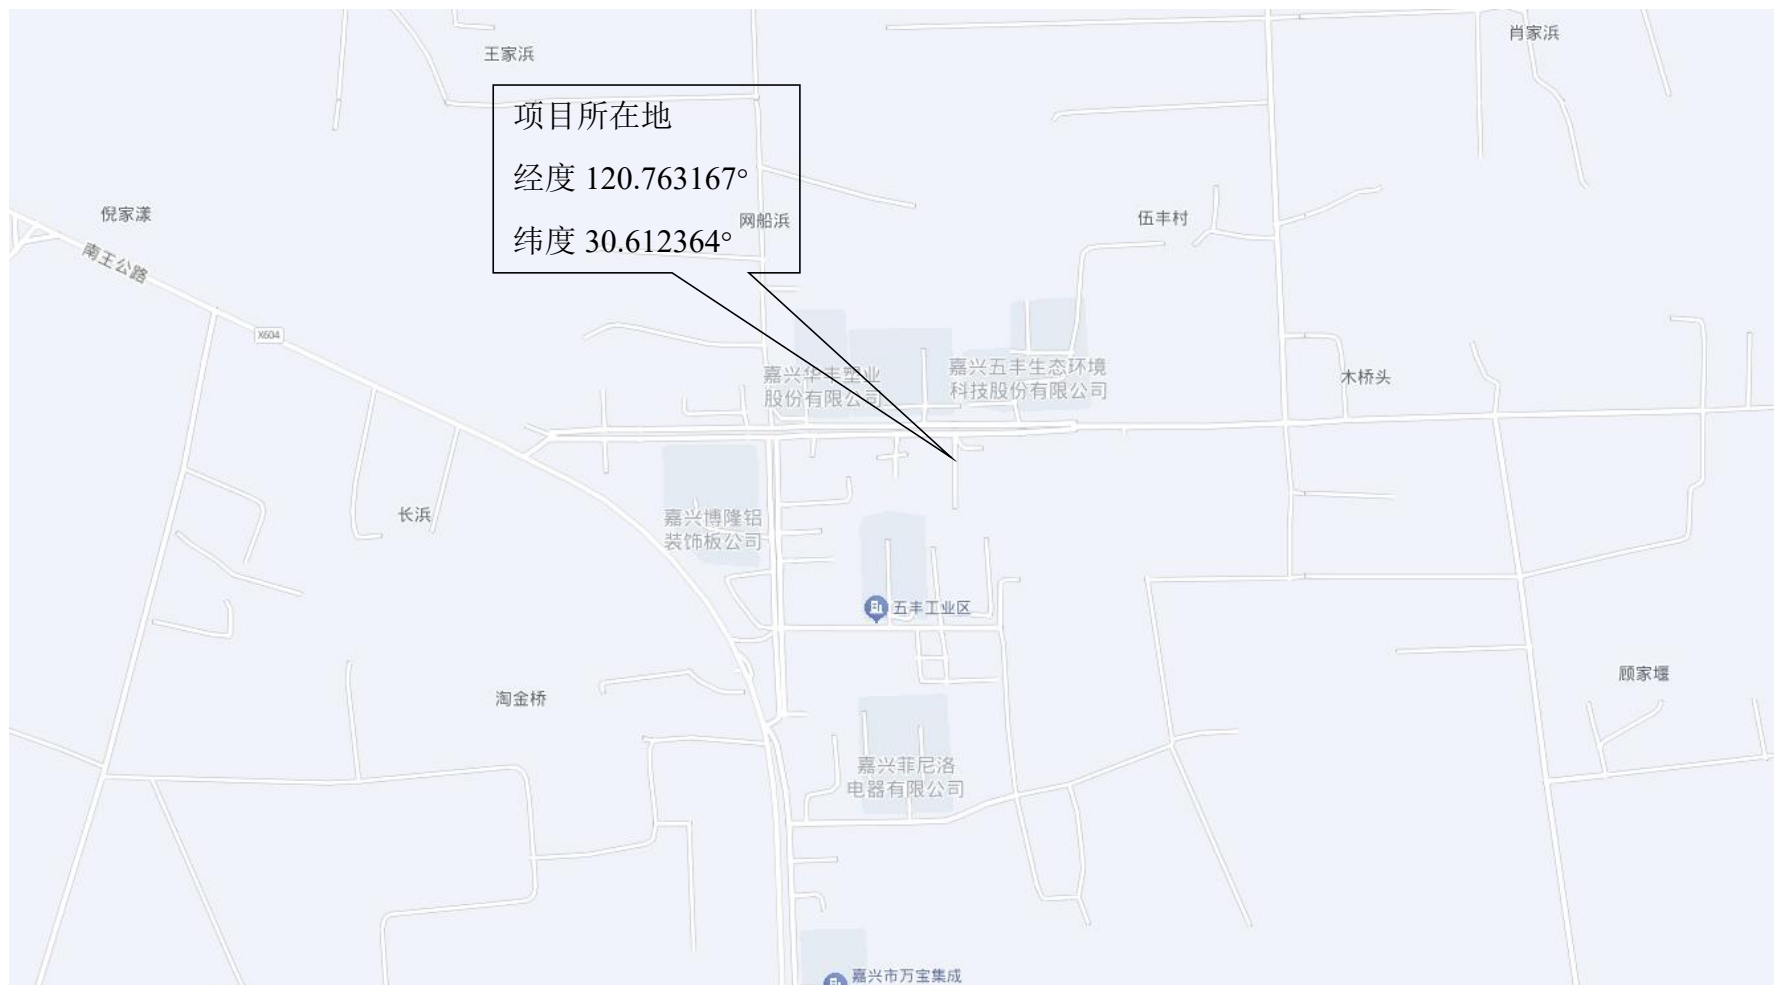 王家浜
肖家浜
项目所在地
经度 120.763167°
纬度 30.612364°
倪家漾
网船浜
伍丰村
南王公路
X604
嘉兴华丰塑业
股份有限公司
嘉兴五丰生态环境
科技股份有限公司
木桥头
长浜
嘉兴博隆铝
装饰板公司
五丰工业区
顾家堰
淘金桥
嘉兴菲尼洛
电器有限公司
嘉兴市万宝集成